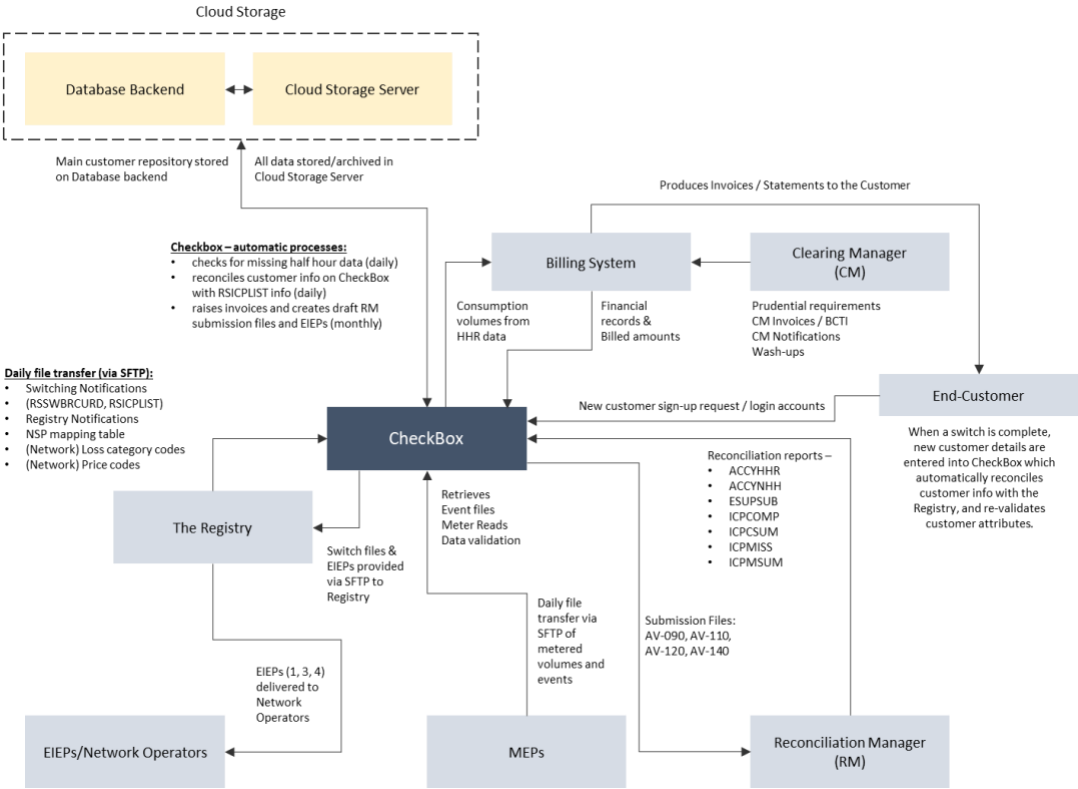 Cloud Storage
Database Backend
Cloud Storage Server
Main customer repository stored
on Database backend
All data stored/archived in
Cloud Storage Server
Produces Invoices / Statements to the Customer
Checkbox – automatic processes:
• checks for missing half hour data (daily)
• reconciles customer info on CheckBox
with RSICPLIST info (daily)
• raises invoices and creates draft RM
submission files and EIEPs (monthly)
Billing System
Clearing Manager
(CM)
Consumption
volumes from
HHR data
Financial
records &
Billed amounts
Prudential requirements
CM Invoices / BCTI
CM Notifications
Wash-ups
Daily file transfer (via SFTP):
• Switching Notifications
• (RSSWBRCURD, RSICPLIST)
• Registry Notifications
• NSP mapping table
• (Network) Loss category codes
• (Network) Price codes
End-Customer
New customer sign-up request / login accounts
CheckBox
When a switch is complete,
new customer details are
entered into CheckBox which
automatically reconciles
customer info with the
Registry, and re-validates
customer attributes.
Reconciliation reports –
• ACCYHHR
• ACCYNHH
• ESUPSUB
• ICPCOMP
• ICPCSUM
• ICPMISS
• ICPMSUM
Retrieves
Event files
Meter Reads
Data validation
The Registry
Switch files &
EIEPs provided
via SFTP to
Registry
Daily file
transfer via
SFTP of
metered
volumes and
events
Submission Files:
AV-090, AV-110,
AV-120, AV-140
EIEPs (1, 3, 4)
delivered to
Network
Operators
EIEPs/Network Operators
MEPs
Reconciliation Manager
(RM)